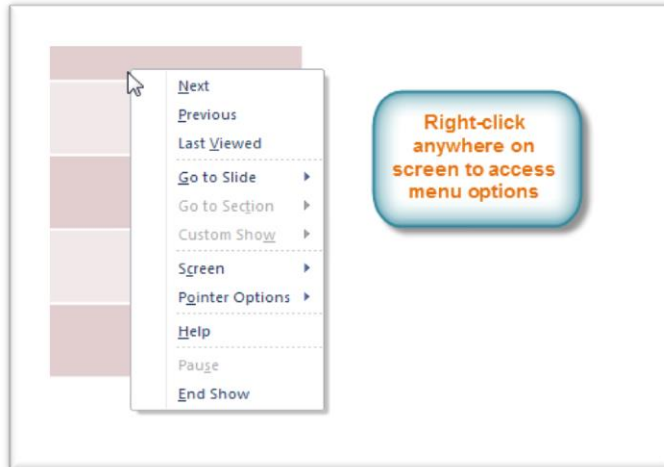 Next
Previous
Last Viewed
Go to Slide
Go to Section
Custom Show
Screen
Pointer Options
Help
Pause
End Show
Right-click
anywhere on
screen to access
menu options